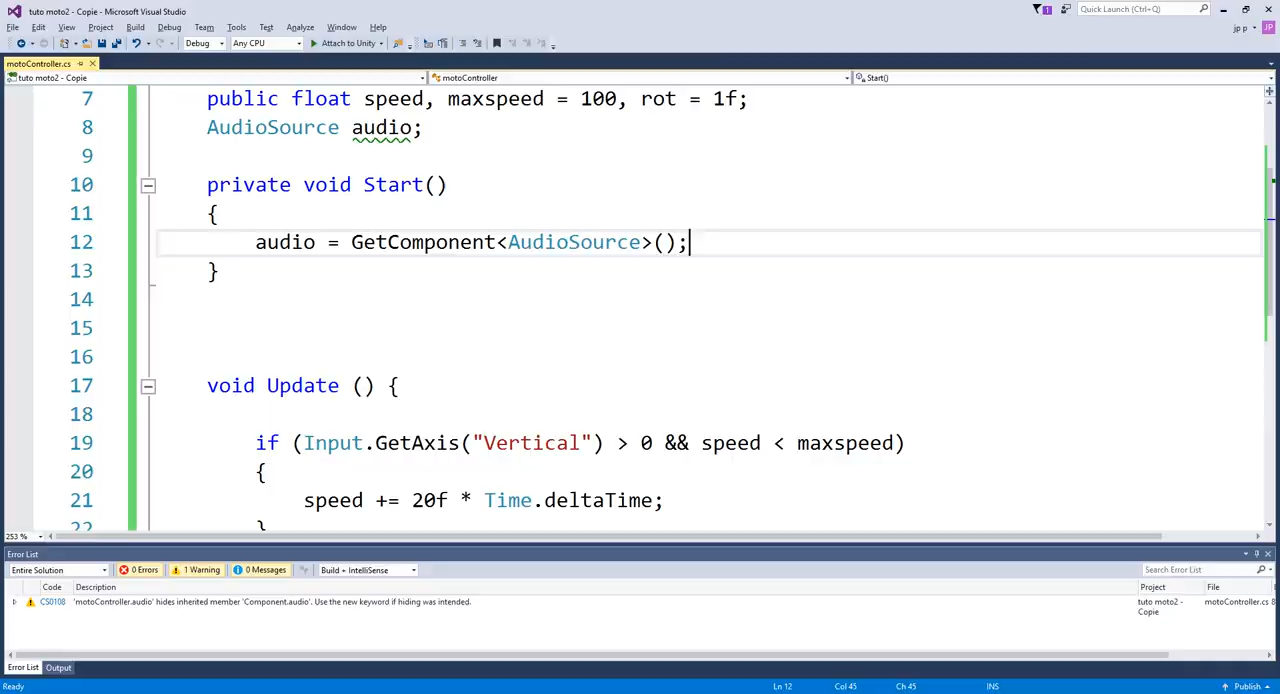 tuto moto2 - Copie - Microsoft Visual Studio
1
Quick Launch (Ctrl+Q)
File Edit View Project Build Debug Team Tools Test Analyze Window Help
jp p
JP
Debug Any CPU Attach to Unity
motoController.cs
tuto moto2 - Copie motoController Start()
7 public float speed, maxspeed = 100, rot = 1f;
8 AudioSource audio;
9
10 private void Start()
11 {
12 audio = GetComponent<AudioSource>();
13 }
14
15
16
17 void Update () {
18
19 if (Input.GetAxis("Vertical") > 0 && speed < maxspeed)
20 {
21 speed += 20f * Time.deltaTime;
22 }
253 %
Error List
Entire Solution 0 Errors 1 Warning 0 Messages Build + IntelliSense Search Error List
Code Description Project File
CS0108 'motoController.audio' hides inherited member 'Component.audio'. Use the new keyword if hiding was intended. tuto moto2 - Copie motoController.cs 8
Error List Output
Ready Ln 12 Col 45 Ch 45 INS Publish